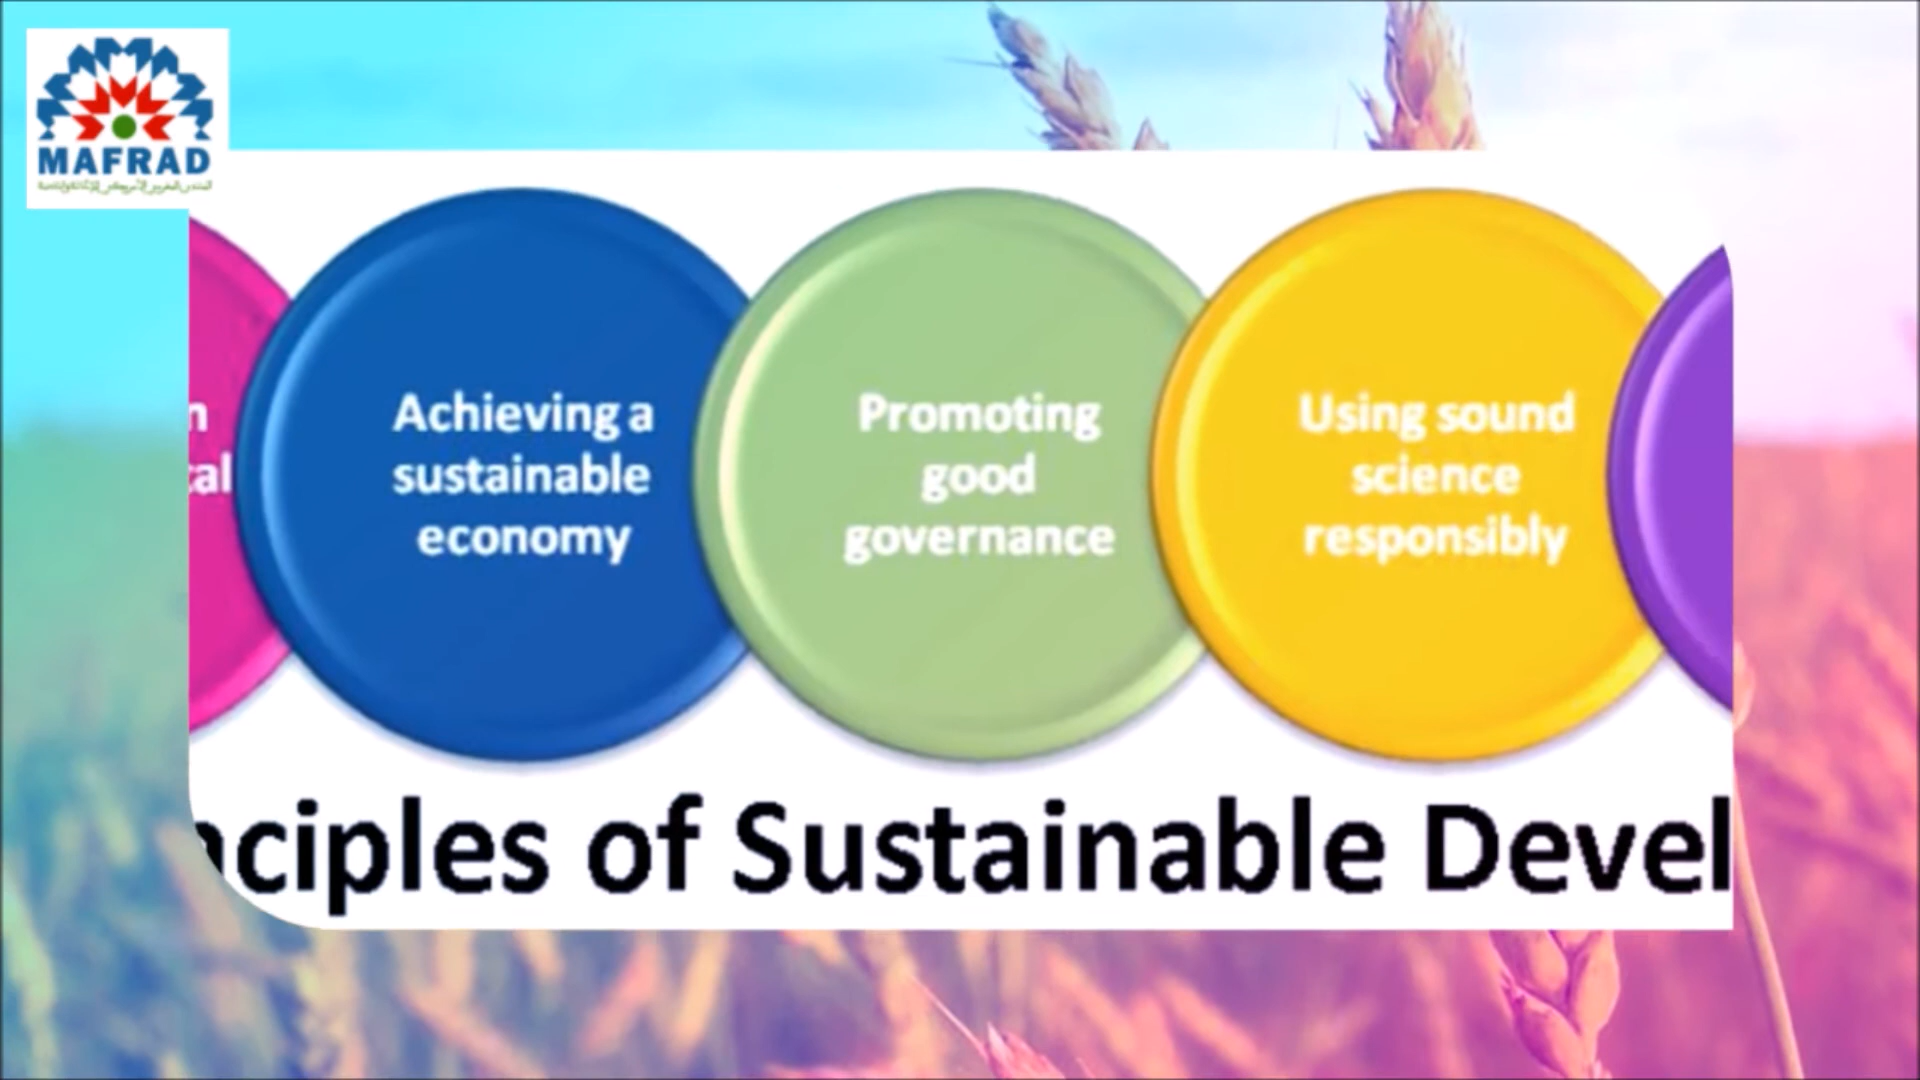 MAFRAD
Achieving a
sustainable
economy
Promoting
good
governance
Using sound
science
responsibly
nciples of Sustainable Devel